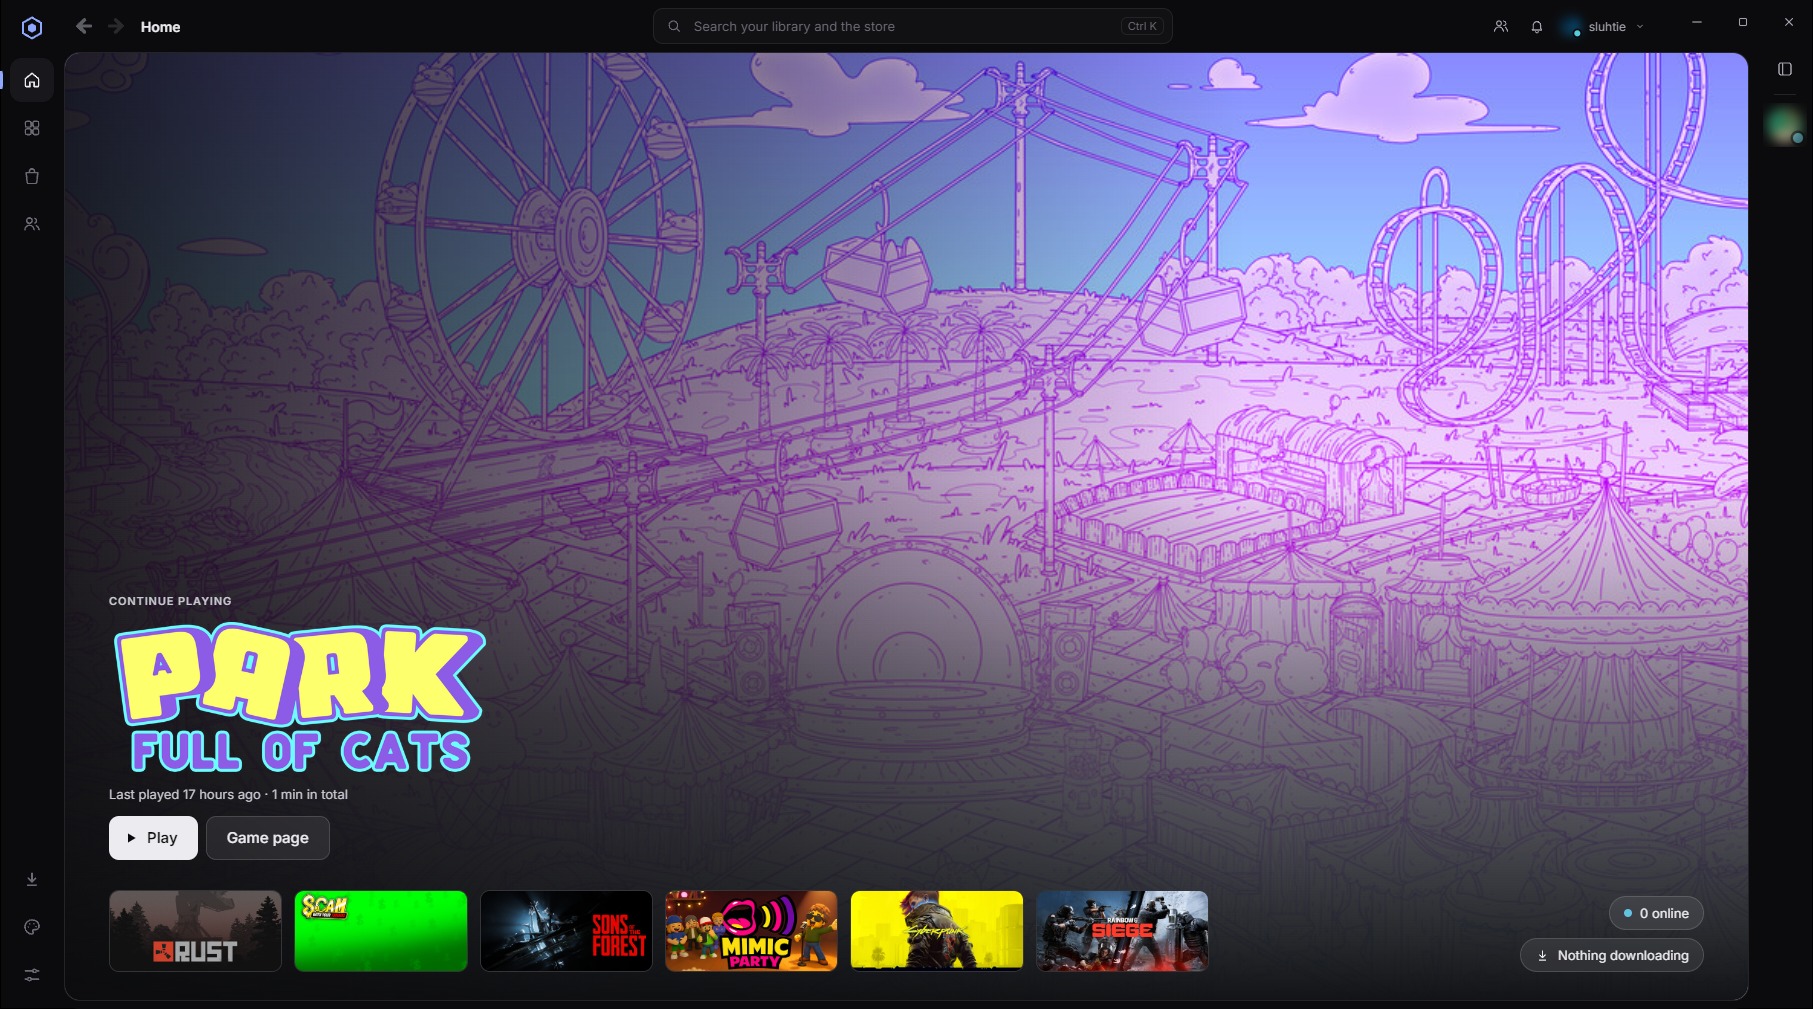 Home
Search your library and the store
Ctrl K
sluhtie
CONTINUE PLAYING
PARK
FULL OF CATS
Last played 17 hours ago · 1 min in total
Play
Game page
RUST
SCAM
SONS OF THE
FOREST
MIMIC
PARTY
Cyberpunk
RAINBOW6
SIEGE
0 online
Nothing downloading